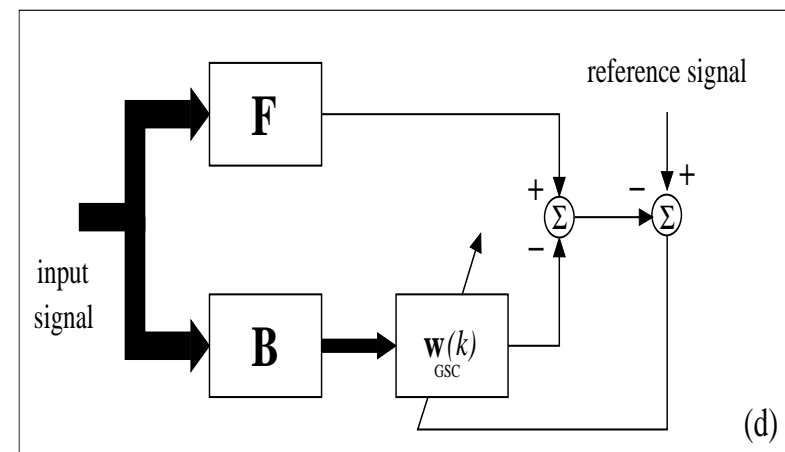 reference signal
F
+
−
+
Σ
Σ
−
input
signal
B
w(k)
GSC
(d)